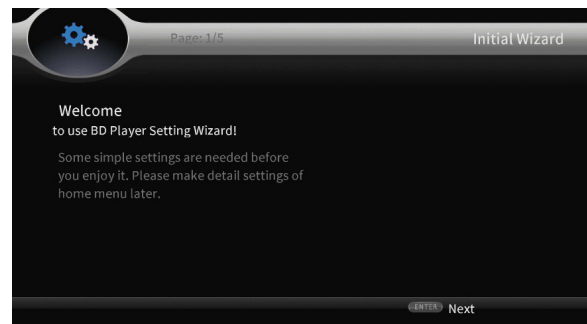 Page: 1/5
Initial Wizard
Welcome
to use BD Player Setting Wizard!
Some simple settings are needed before
you enjoy it. Please make detail settings of
home menu later.
ENTER Next